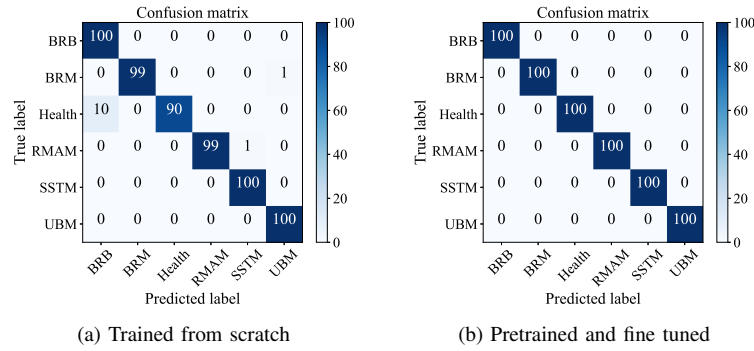 Confusion matrix
100
BRB 100 0 0 0 0 0
80
BRM 0 99 0 0 0 1
60
Health 10 0 90 0 0 0
40
RMAM 0 0 0 99 1 0
SSTM 0 0 0 0 100 0
20
UBM 0 0 0 0 0 100
0
BRB BRM Health RMAM SSTM UBM
True label
Predicted label
(a) Trained from scratch
Confusion matrix
100
BRB 100 0 0 0 0 0
80
BRM 0 100 0 0 0 0
60
Health 0 0 100 0 0 0
40
RMAM 0 0 0 100 0 0
SSTM 0 0 0 0 100 0
20
UBM 0 0 0 0 0 100
0
BRB BRM Health RMAM SSTM UBM
True label
Predicted label
(b) Pretrained and fine tuned